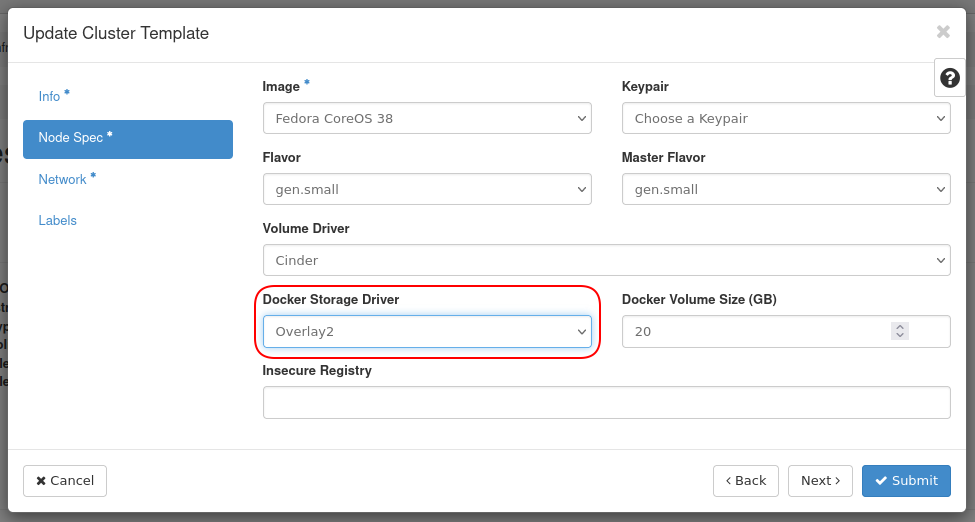 Update Cluster Template
×
Info *
Node Spec *
Network *
Labels
Image *
Keypair
Fedora CoreOS 38
Choose a Keypair
Flavor
Master Flavor
gen.small
gen.small
Volume Driver
Cinder
Docker Storage Driver
Docker Volume Size (GB)
Overlay2
20
Insecure Registry
?
Cancel
Back
Next
Submit